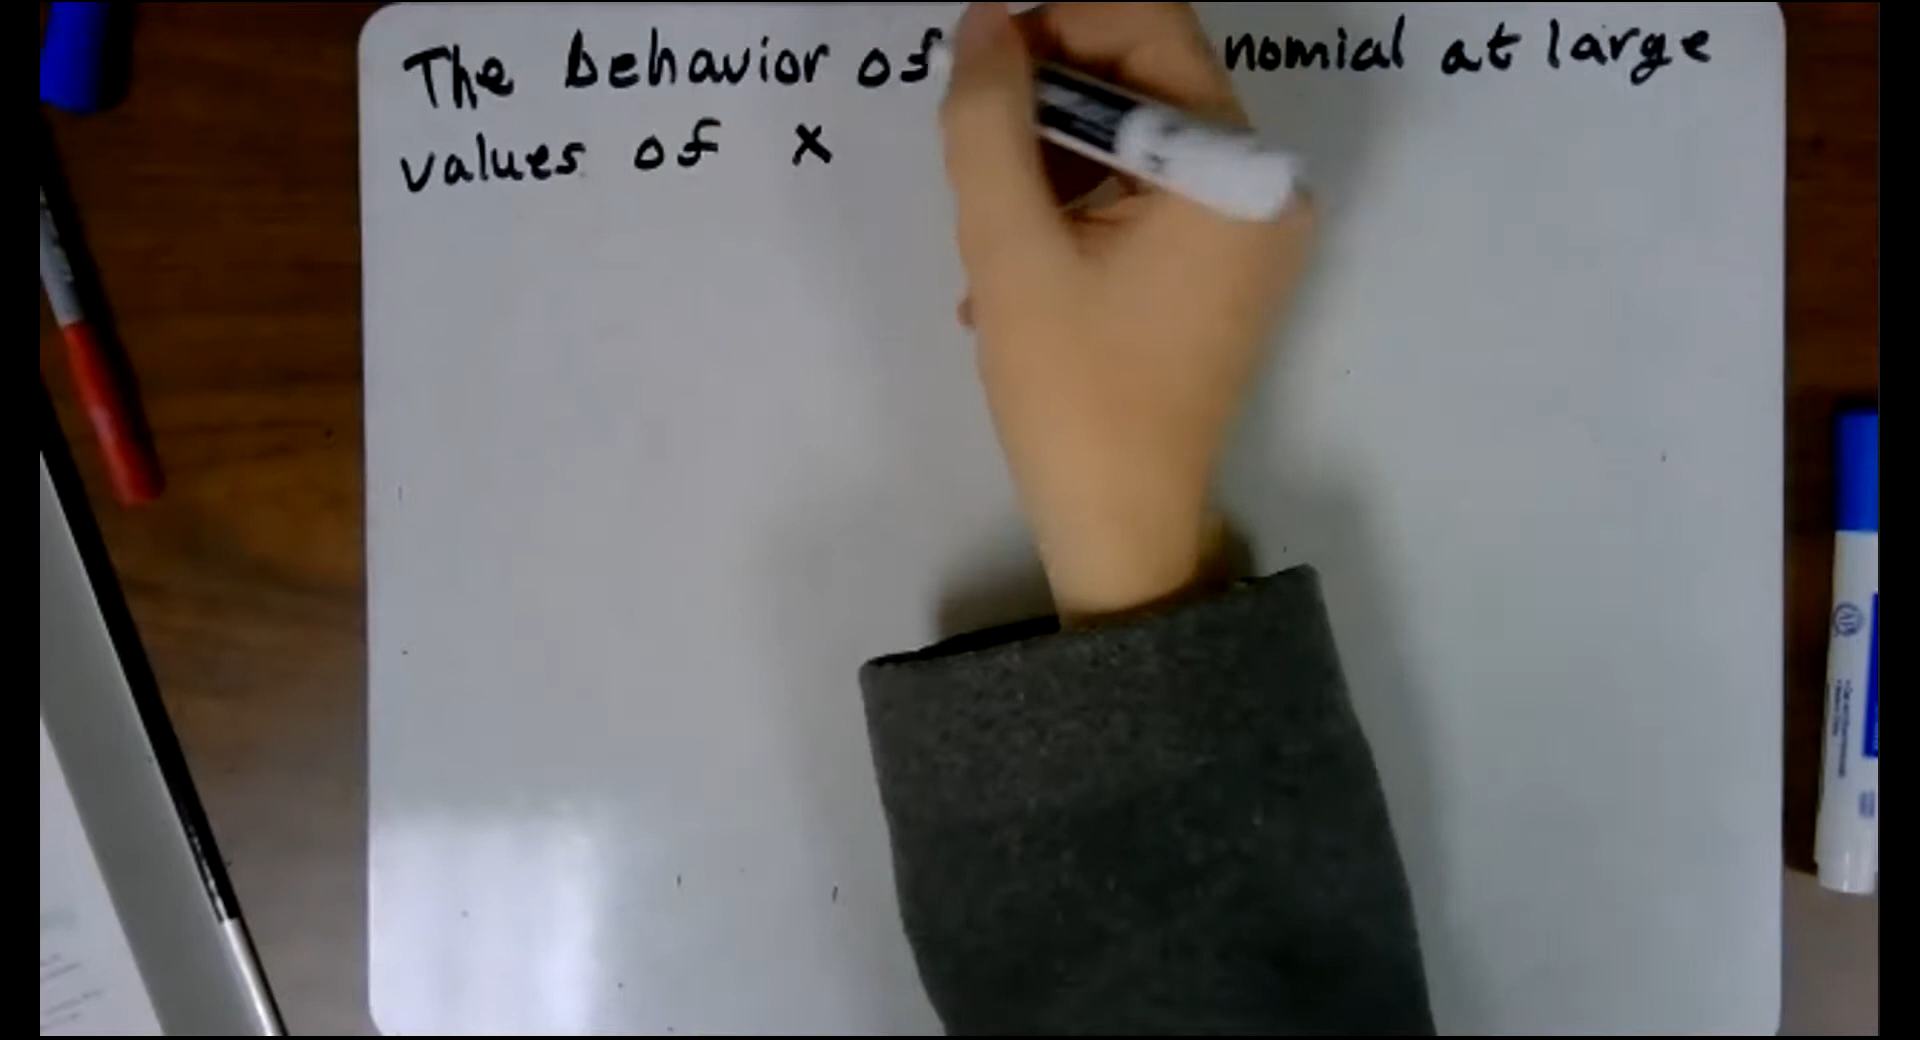 The behavior of nomial at large
values of x